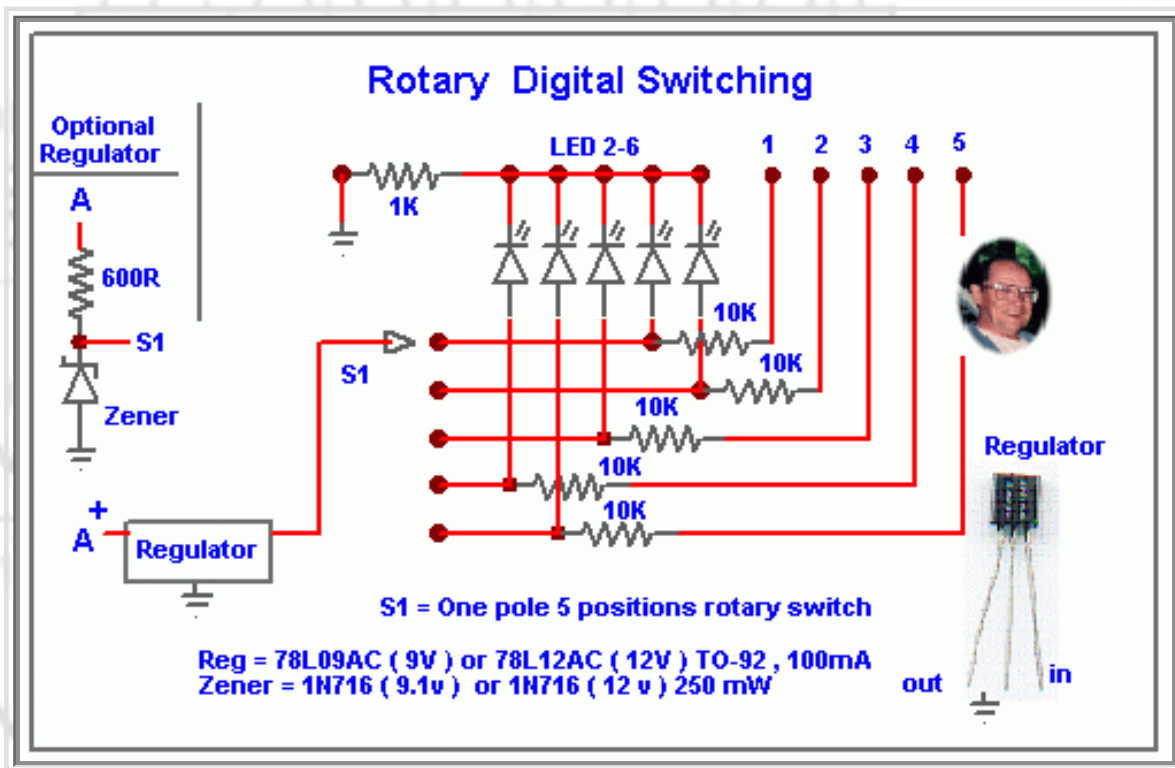 Rotary Digital Switching
Optional
Regulator
A
600R
S1
Zener
A
+
Regulator
1K
LED 2-6
1 2 3 4 5
S1
10K
10K
10K
10K
10K
Regulator
out
in
S1 = One pole 5 positions rotary switch
Reg = 78L09AC ( 9V ) or 78L12AC ( 12V ) TO-92 , 100mA
Zener = 1N716 ( 9.1v ) or 1N716 ( 12 v ) 250 mW